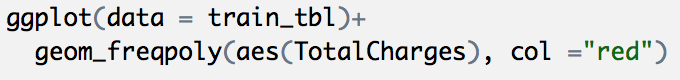 ggplot(data = train_tbl)+
geom_freqpoly(aes(TotalCharges), col ="red")